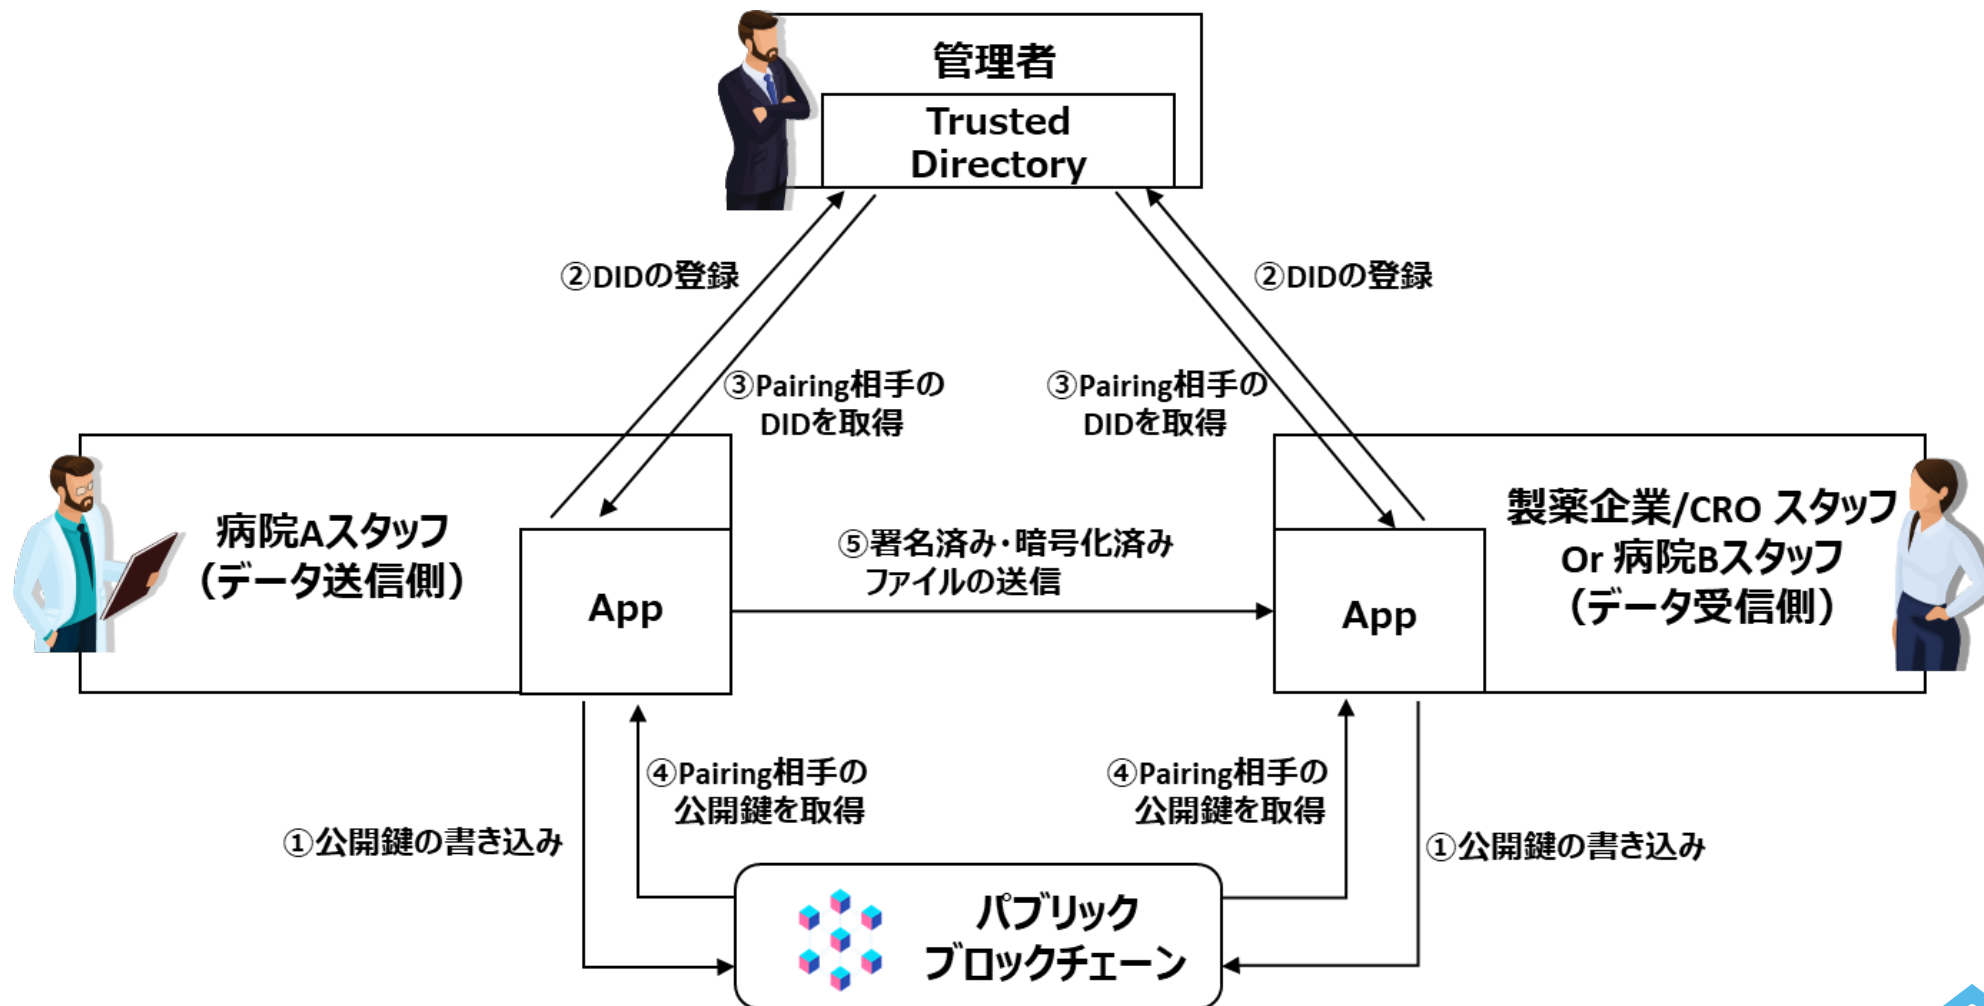 管理者
Trusted
Directory
②DIDの登録
②DIDの登録
③Pairing相手の
DIDを取得
③Pairing相手の
DIDを取得
病院Aスタッフ
（データ送信側）
App
⑤署名済み・暗号化済み
ファイルの送信
製薬企業/CRO スタッフ
Or 病院Bスタッフ
（データ受信側）
App
④Pairing相手の
公開鍵を取得
④Pairing相手の
公開鍵を取得
①公開鍵の書き込み
①公開鍵の書き込み
パブリック
ブロックチェーン